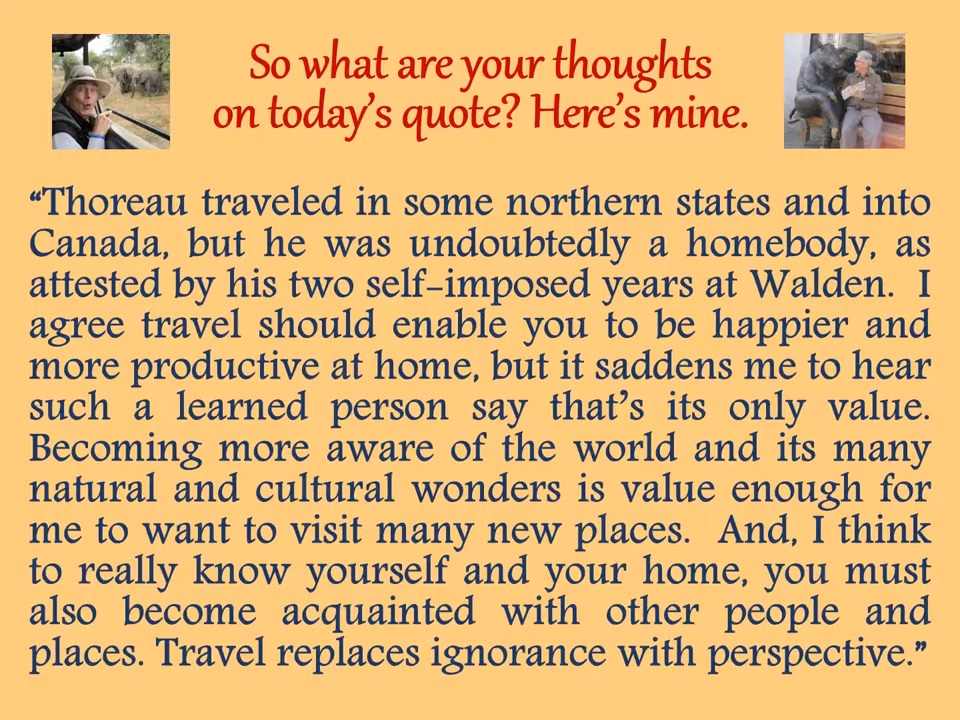 So what are your thoughts
on today’s quote? Here’s mine.
“Thoreau traveled in some northern states and into
Canada, but he was undoubtedly a homebody, as
attested by his two self-imposed years at Walden.  I
agree travel should enable you to be happier and
more productive at home, but it saddens me to hear
such a learned person say that’s its only value.
Becoming more aware of the world and its many
natural and cultural wonders is value enough for
me to want to visit many new places.  And, I think
to really know yourself and your home, you must
also become acquainted with other people and
places. Travel replaces ignorance with perspective.”